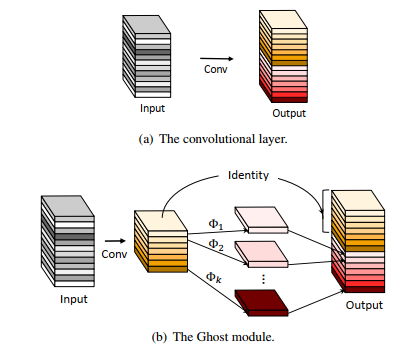 Conv
Input
Output
(a) The convolutional layer.
Identity
Φ1
Φ2
Conv
Φk
⋮
Input
Output
(b) The Ghost module.